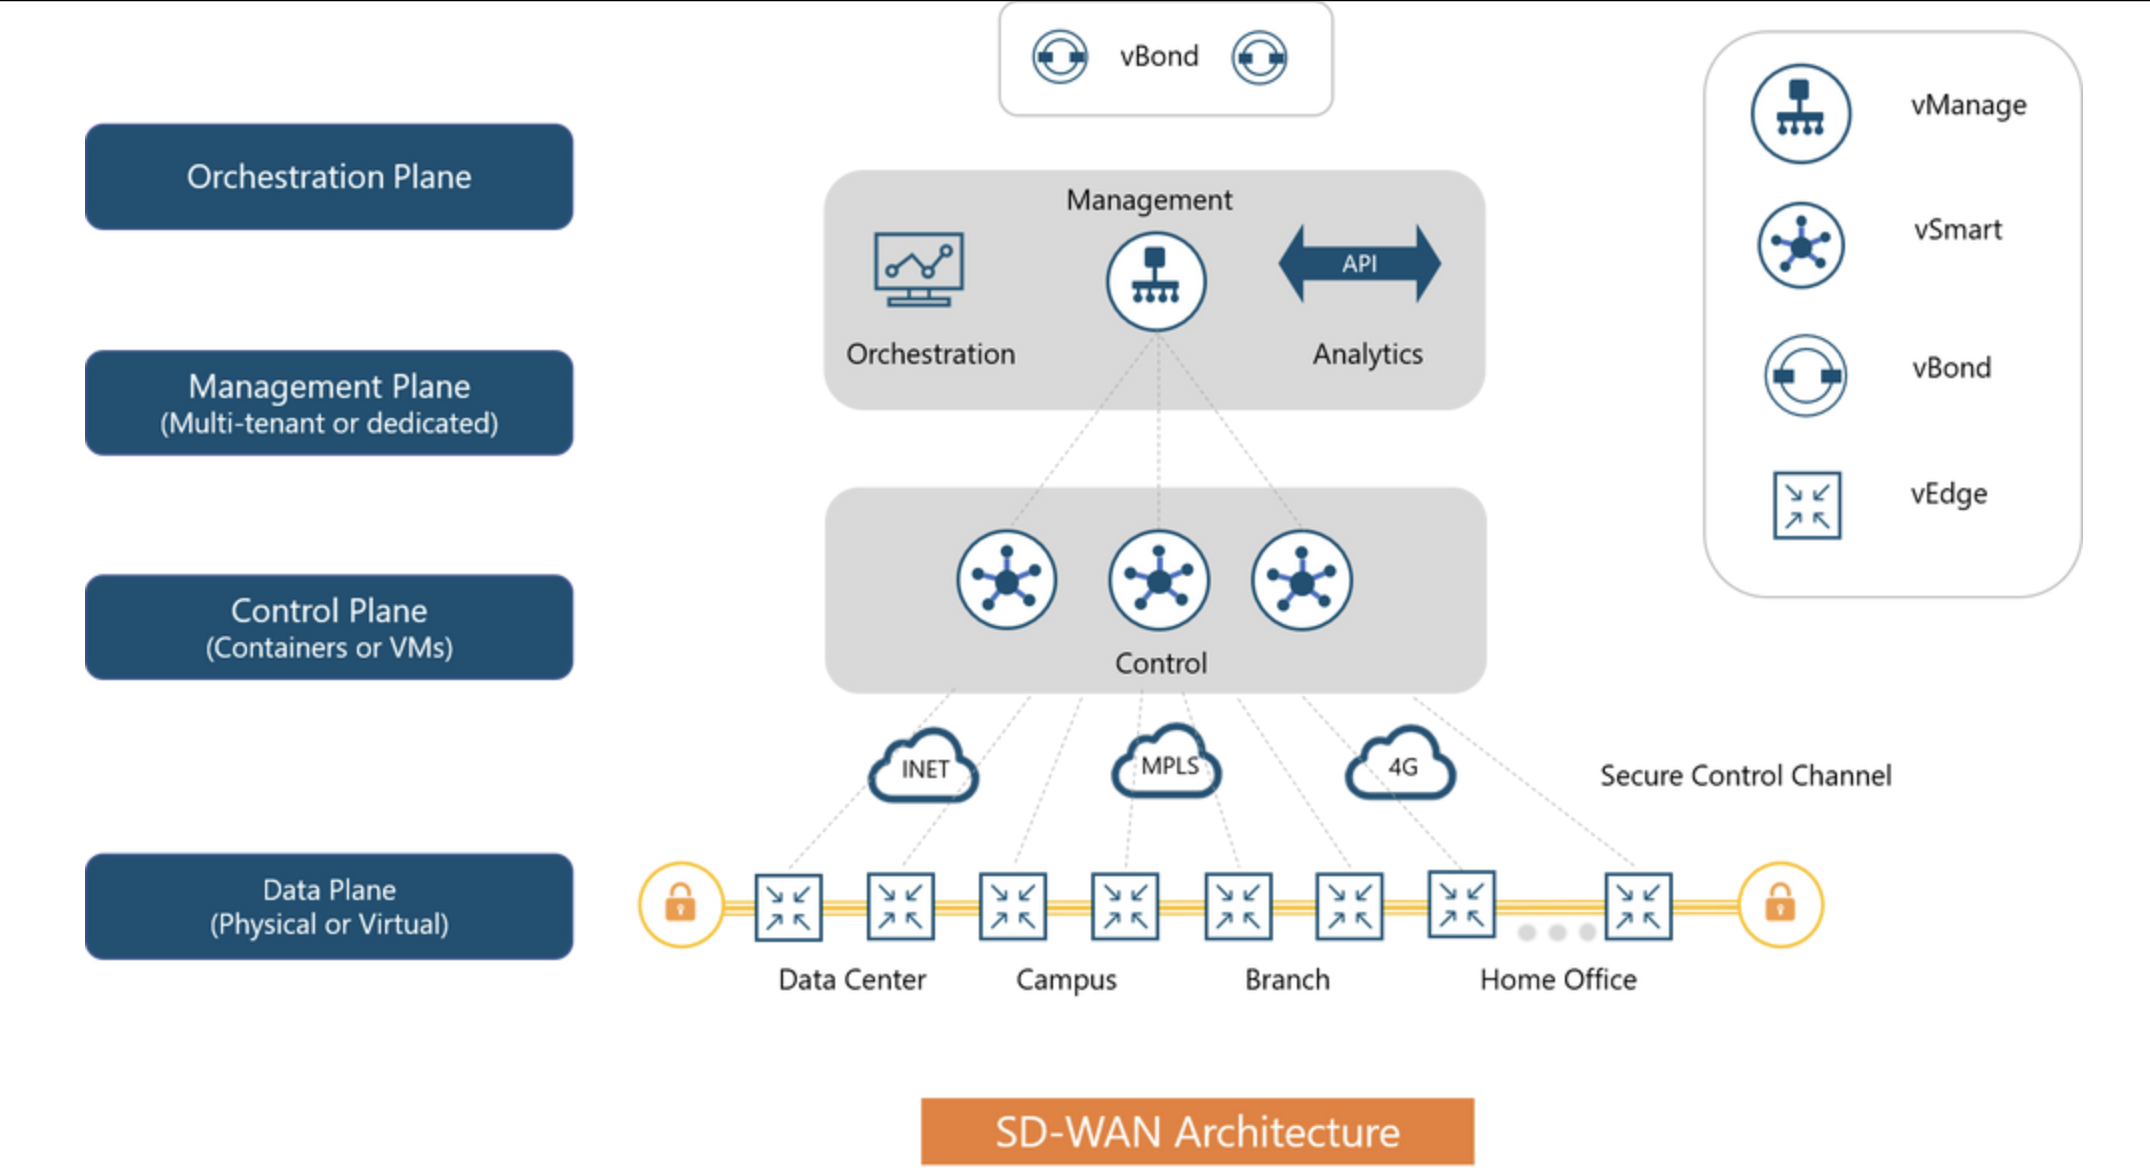 vBond
Orchestration Plane
Management Plane
(Multi-tenant or dedicated)
Control Plane
(Containers or VMs)
Data Plane
(Physical or Virtual)
Management
API
Orchestration
Analytics
Control
INET
MPLS
4G
Secure Control Channel
Data Center
Campus
Branch
Home Office
vManage
vSmart
vBond
vEdge
SD-WAN Architecture